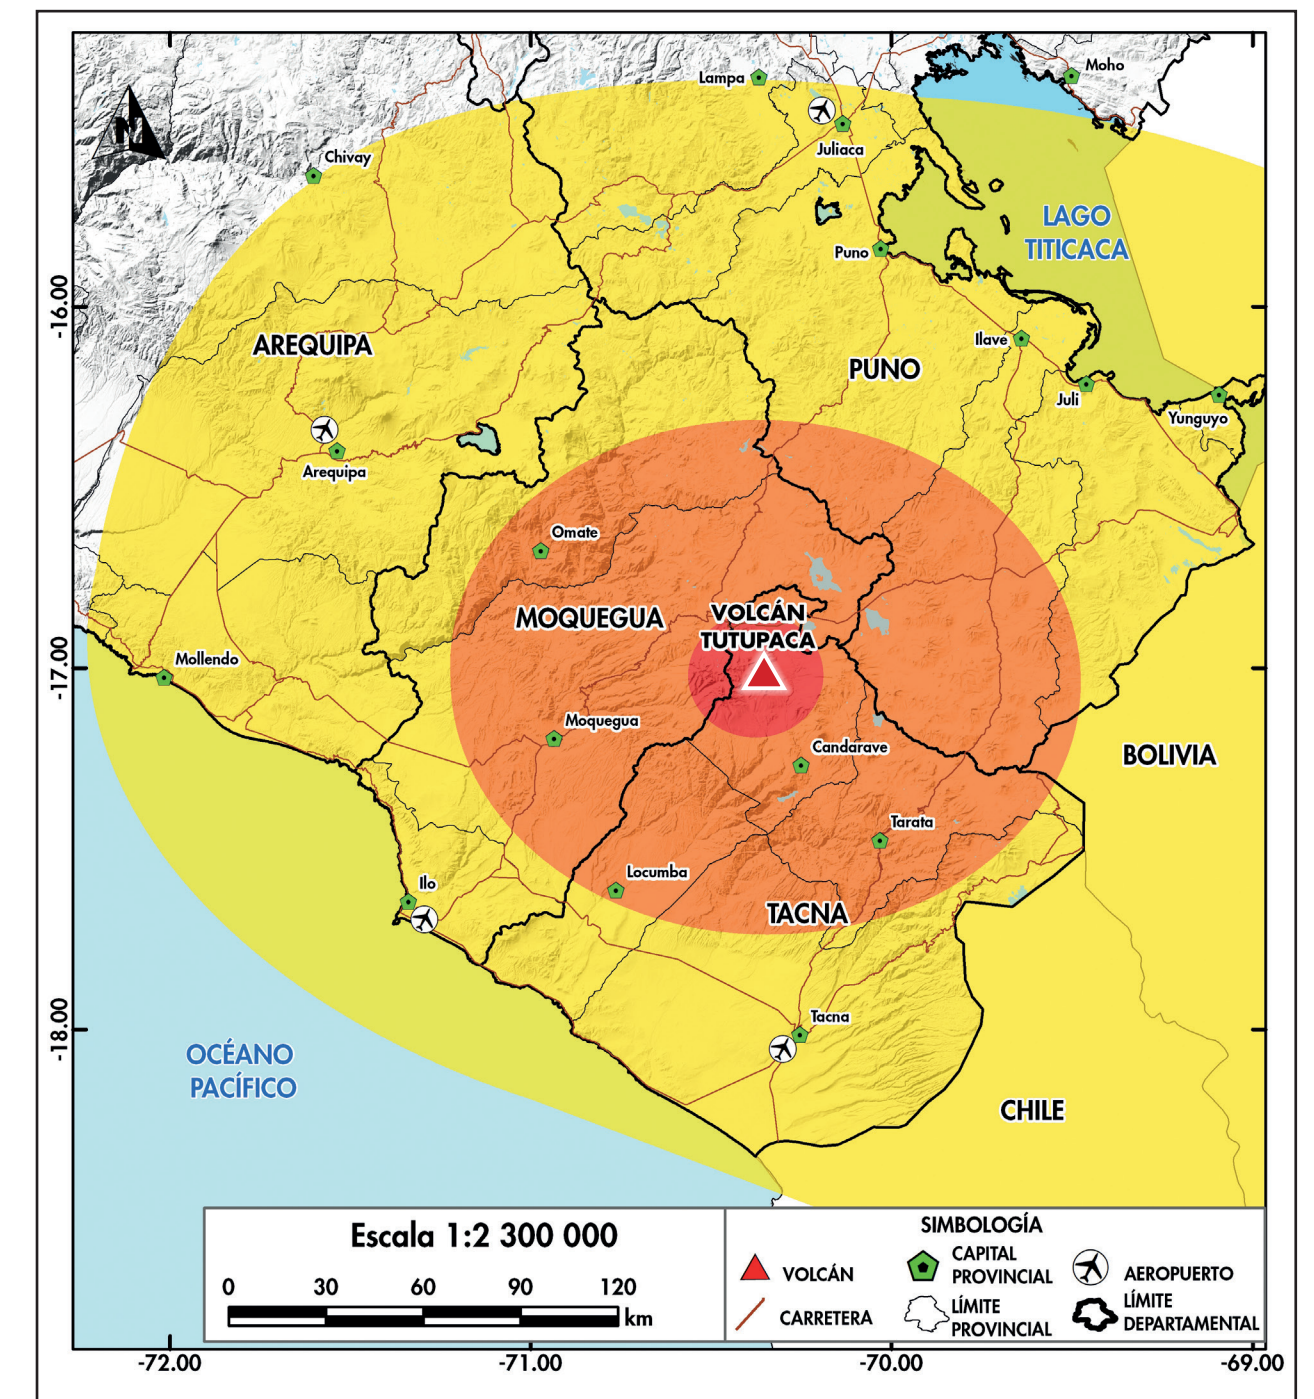 Lampa
Moho
N
Juliaca
Chivay
LAGO
TITICACA
Puno
-16.00
AREQUIPA
Ilave
PUNO
Juli
Yunguyo
Arequipa
Omate
MOQUEGUA
VOLCÁN
TUTUPACA
Mollendo
-17.00
Moquegua
Candarave
BOLIVIA
Tarata
Locumba
Ilo
TACNA
Tacna
-18.00
OCÉANO
PACÍFICO
CHILE
Escala 1:2 300 000
0 30 60 90 120
km
SIMBOLOGÍA
VOLCÁN
CAPITAL
PROVINCIAL
AEROPUERTO
CARRETERA
LÍMITE
PROVINCIAL
LÍMITE
DEPARTAMENTAL
-72.00 -71.00 -70.00 -69.00